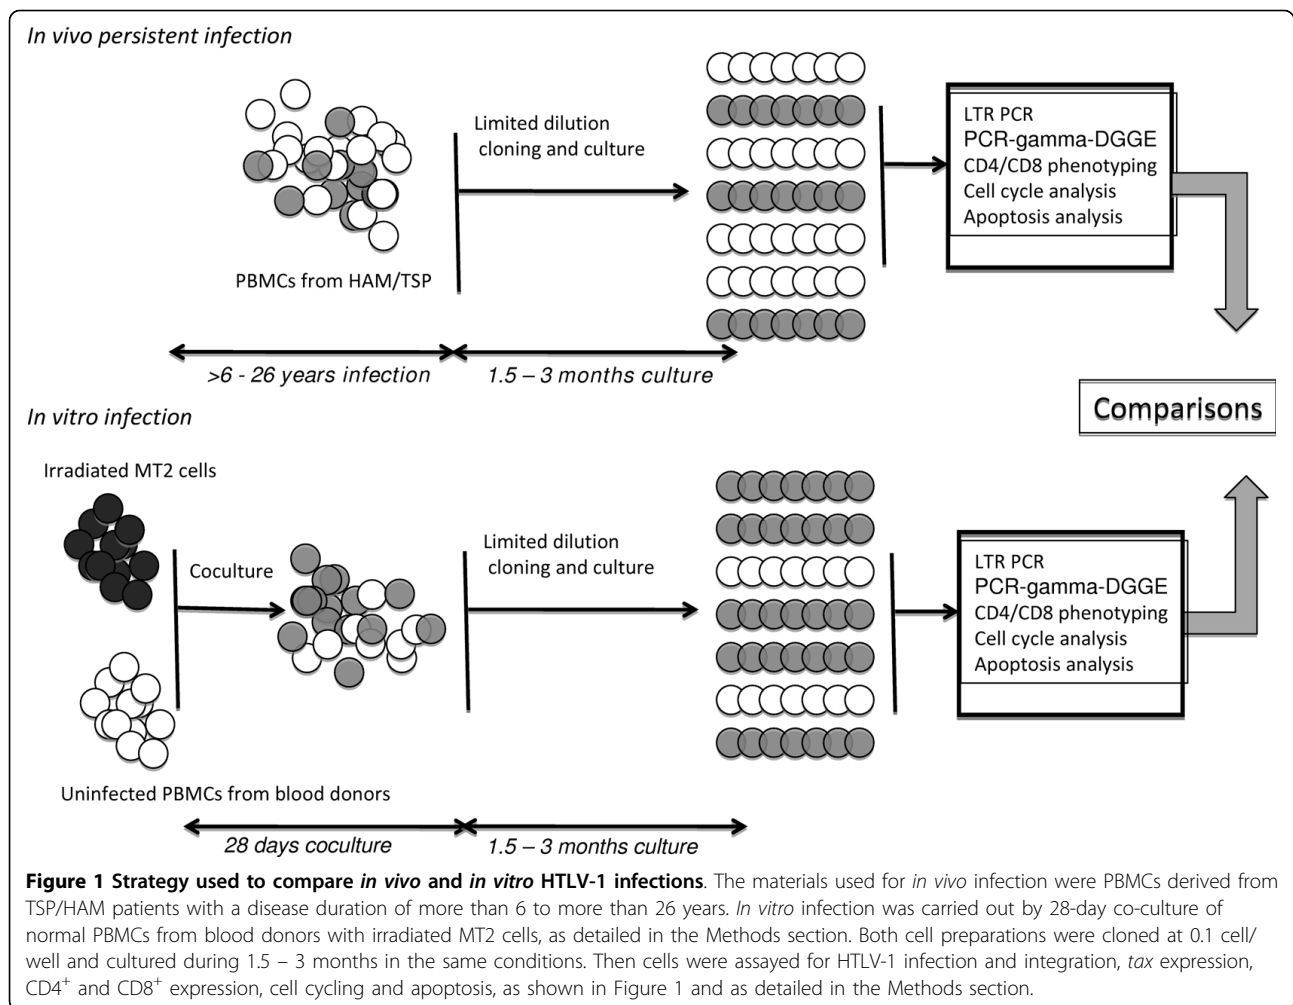 In vivo persistent infection
Limited dilution
cloning and culture
LTR PCR
PCR-gamma-DGGE
CD4/CD8 phenotyping
Cell cycle analysis
Apoptosis analysis
PBMCs from HAM/TSP
>6 - 26 years infection
1.5 – 3 months culture
Comparisons
In vitro infection
Irradiated MT2 cells
Coculture
Limited dilution
cloning and culture
LTR PCR
PCR-gamma-DGGE
CD4/CD8 phenotyping
Cell cycle analysis
Apoptosis analysis
Uninfected PBMCs from blood donors
28 days coculture
1.5 – 3 months culture
Figure 1 Strategy used to compare in vivo and in vitro HTLV-1 infections. The materials used for in vivo infection were PBMCs derived from
TSP/HAM patients with a disease duration of more than 6 to more than 26 years. In vitro infection was carried out by 28-day co-culture of
normal PBMCs from blood donors with irradiated MT2 cells, as detailed in the Methods section. Both cell preparations were cloned at 0.1 cell/
well and cultured during 1.5 – 3 months in the same conditions. Then cells were assayed for HTLV-1 infection and integration, tax expression,
CD4⁺ and CD8⁺ expression, cell cycling and apoptosis, as shown in Figure 1 and as detailed in the Methods section.